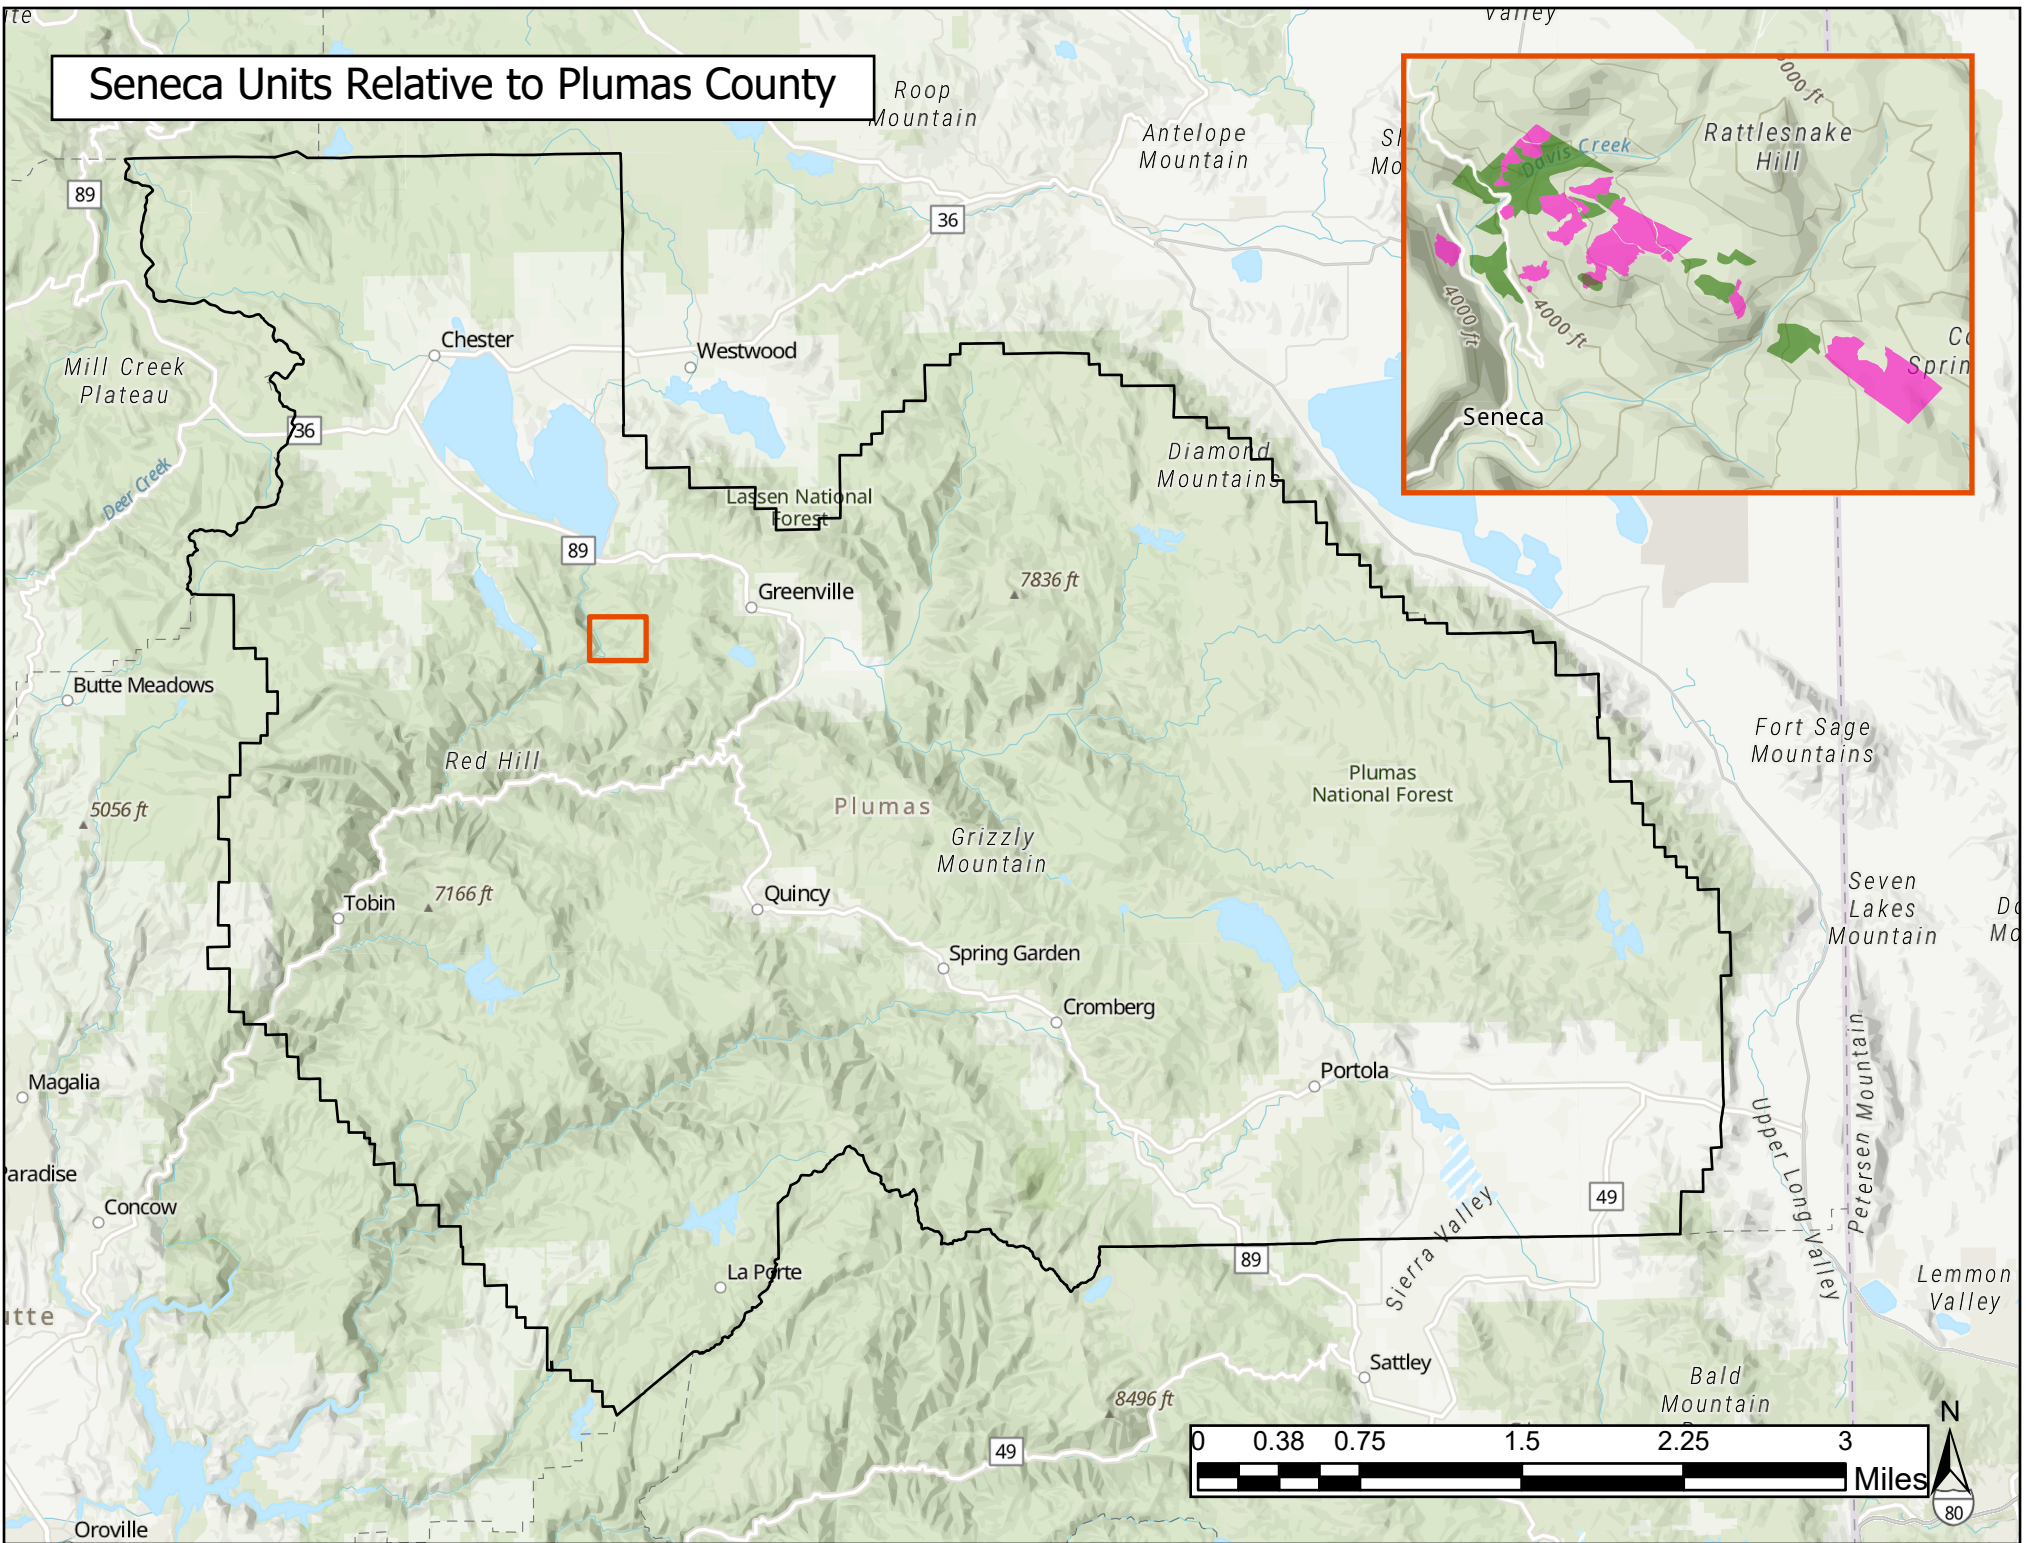 Valley
Seneca Units Relative to Plumas County
Roop
Mountain
Antelope
Mountain
5000 ft
Rattlesnake
Hill
Davis Creek
4000 ft
4000 ft
Seneca
89
36
Chester
Westwood
Mill Creek
Plateau
36
Deer Creek
Diamond
Mountains
Lassen National
Forest
89
7836 ft
Greenville
Butte Meadows
Red Hill
Fort Sage
Mountains
Plumas
National Forest
Plumas
5056 ft
Grizzly
Mountain
7166 ft
Tobin
Quincy
Seven
Lakes
Mountain
Spring Garden
Cromberg
Portola
Magalia
Petersen Mountain
Upper Long Valley
Paradise
Concow
49
Sierra Valley
89
La Porte
Lemmon
Valley
Sattley
8496 ft
Bald
Mountain
49
0 0.38 0.75 1.5 2.25 3
Miles
N
80
Oroville